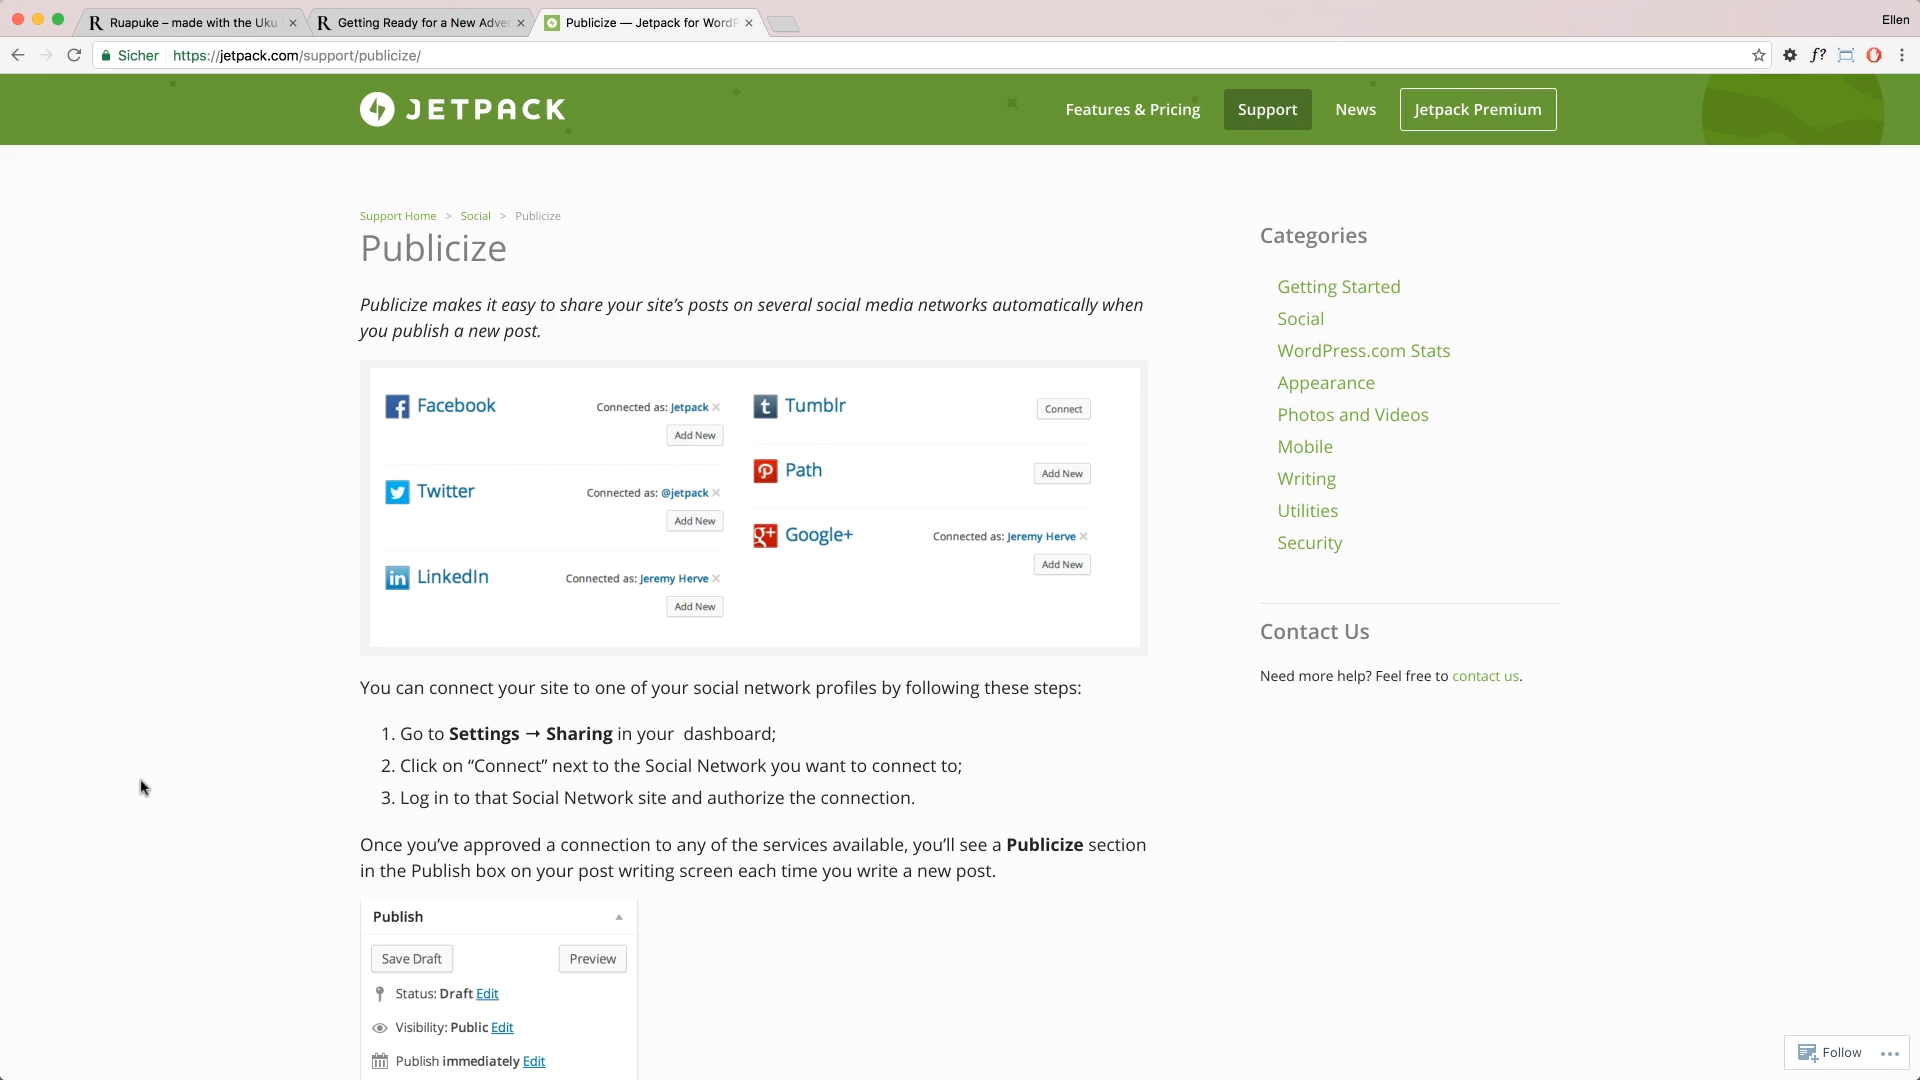 Ruapuke – made with the Uku
Getting Ready for a New Adve
Publicize — Jetpack for WordP
Ellen
Sicher https://jetpack.com/support/publicize/
f?
JETPACK
Features & Pricing
Support
News
Jetpack Premium
Support Home > Social > Publicize
Publicize
Publicize makes it easy to share your site’s posts on several social media networks automatically when
you publish a new post.
Facebook
Connected as: Jetpack ×
Add New
Twitter
Connected as: @jetpack ×
Add New
LinkedIn
Connected as: Jeremy Herve ×
Add New
Tumblr
Connect
Path
Add New
Google+
Connected as: Jeremy Herve ×
Add New
You can connect your site to one of your social network profiles by following these steps:
1. Go to Settings → Sharing in your dashboard;
2. Click on “Connect” next to the Social Network you want to connect to;
3. Log in to that Social Network site and authorize the connection.
Once you’ve approved a connection to any of the services available, you’ll see a Publicize section
in the Publish box on your post writing screen each time you write a new post.
Publish
Save Draft
Preview
Status: Draft Edit
Visibility: Public Edit
Publish immediately Edit
Categories
Getting Started
Social
WordPress.com Stats
Appearance
Photos and Videos
Mobile
Writing
Utilities
Security
Contact Us
Need more help? Feel free to contact us.
Follow